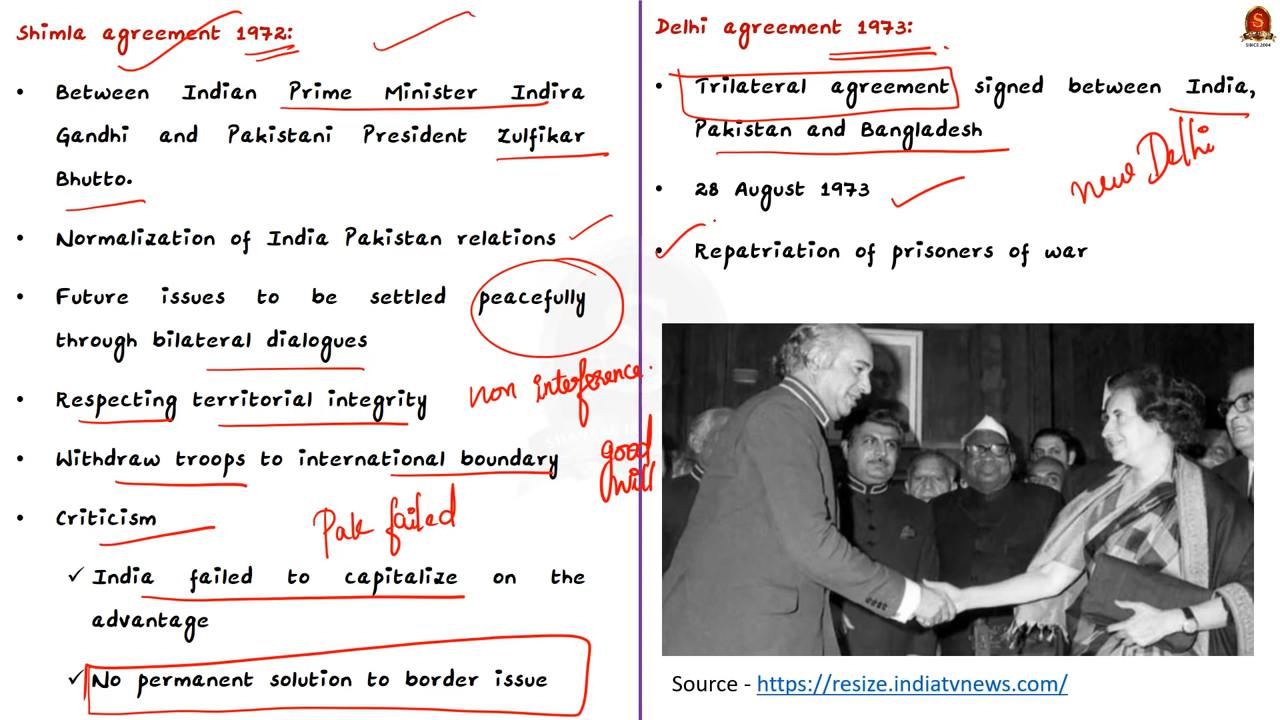 Shimla agreement 1972:
• Between Indian Prime Minister Indira
Gandhi and Pakistani President Zulfikar
Bhutto.
• Normalization of India Pakistan relations
• Future issues to be settled peacefully
through bilateral dialogues
non interference.
• Respecting territorial integrity
good
will
• Withdraw troops to international boundary
• Criticism
Pak failed
✓ India failed to capitalize on the
advantage
✓ No permanent solution to border issue
Delhi agreement 1973:
• Trilateral agreement signed between India,
Pakistan and Bangladesh
new Delhi
• 28 August 1973
• Repatriation of prisoners of war
Source - https://resize.indiatvnews.com/
S
SINCE 2004